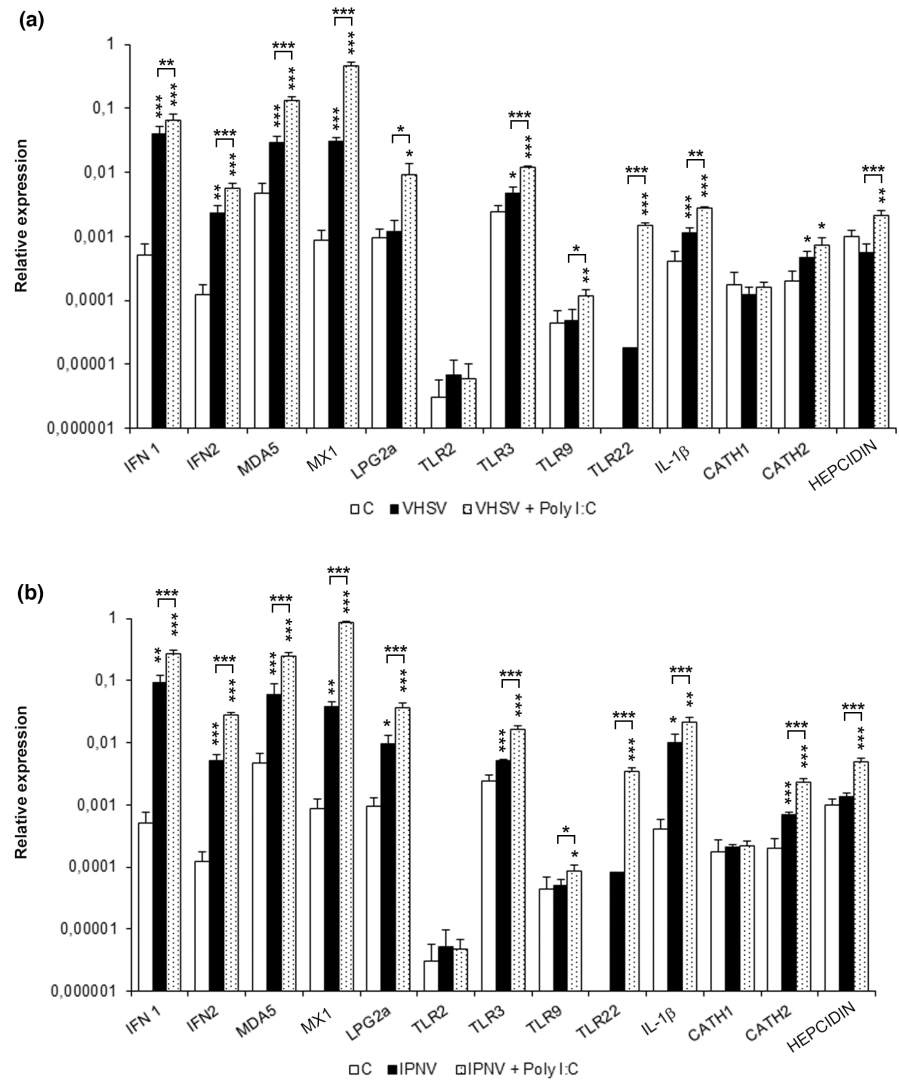 (a)
Relative expression
1
0,1
0,01
0,001
0,0001
0,00001
0,000001
*** ** ***
** *** ***
*** *** ***
*** *** ***
* *
* *** ***
* **
*** ***
*** ** ***
* *
*** **
IFN 1 IFN2 MDA5 MX1 LPG2a TLR2 TLR3 TLR9 TLR22 IL-1β CATH1 CATH2 HEPCIDIN
C VHSV VHSV + Poly I:C
(b)
Relative expression
1
0,1
0,01
0,001
0,0001
0,00001
0,000001
** *** ***
*** *** ***
*** *** ***
** *** ***
* *** ***
*** *** ***
* *
*** ***
* *** **
*** *** ***
*** ***
IFN 1 IFN2 MDA5 MX1 LPG2a TLR2 TLR3 TLR9 TLR22 IL-1β CATH1 CATH2 HEPCIDIN
C IPNV IPNV + Poly I:C